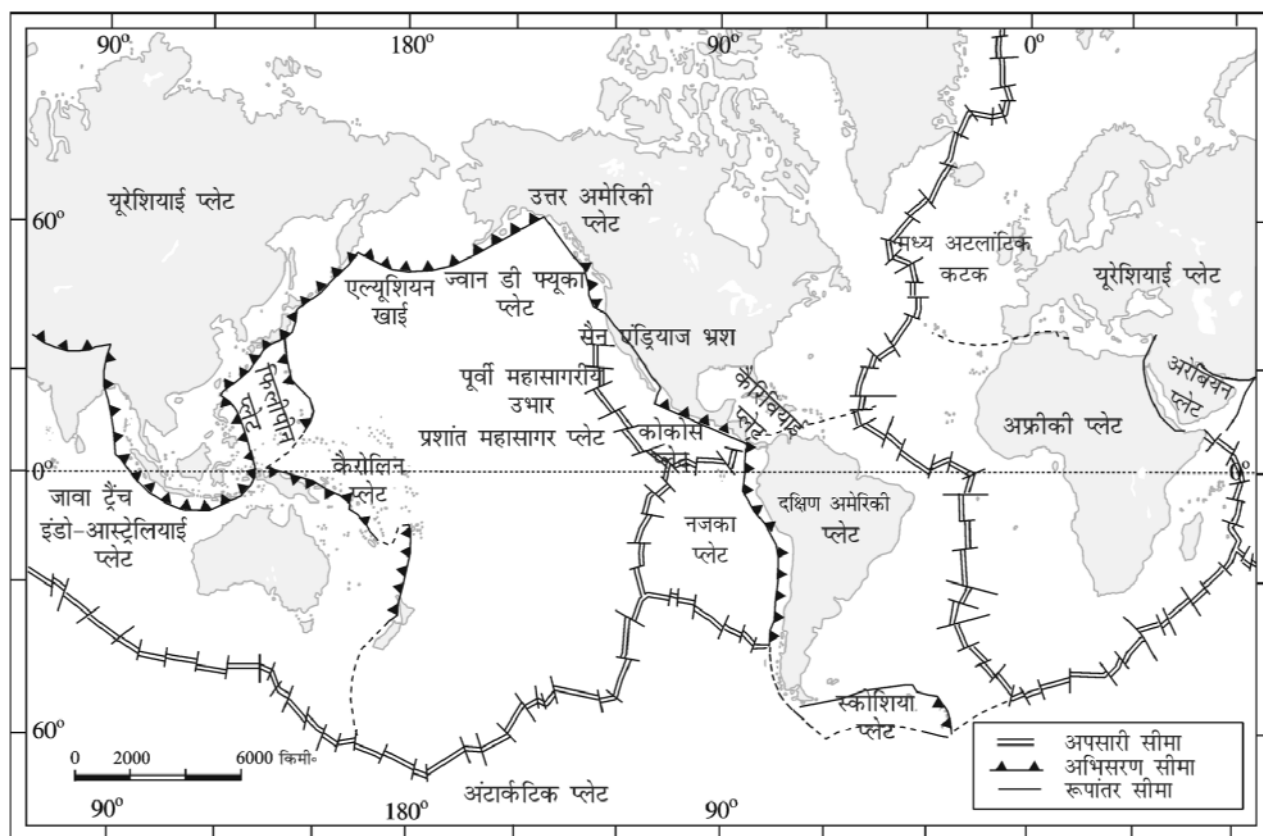 90° 180° 90° 0°
यूरेशियाई प्लेट
उत्तर अमेरिकी
प्लेट
60°
मध्य अटलांटिक
कटक
यूरेशियाई प्लेट
एल्यूशियन
खाई
ज्वान डी फ्यूका
प्लेट
सैन एंड्रियाज भ्रश
फिलीपीन
प्लेट
पूर्वी महासागरीय
उभार
कैरिबियाई
प्लेट
अरेबियन
प्लेट
प्रशांत महासागर प्लेट
कोकोस
प्लेट
अफ्रीकी प्लेट
कैरोलिन
प्लेट
0° 0°
जावा ट्रैंच
इंडो-आस्ट्रेलियाई
प्लेट
नजका
प्लेट
दक्षिण अमेरिकी
प्लेट
स्कोशिया
प्लेट
60°
0 2000 6000 किमी॰
अपसारी सीमा
अभिसरण सीमा
रूपांतर सीमा
अंटार्कटिक प्लेट
90° 180° 90° 0°